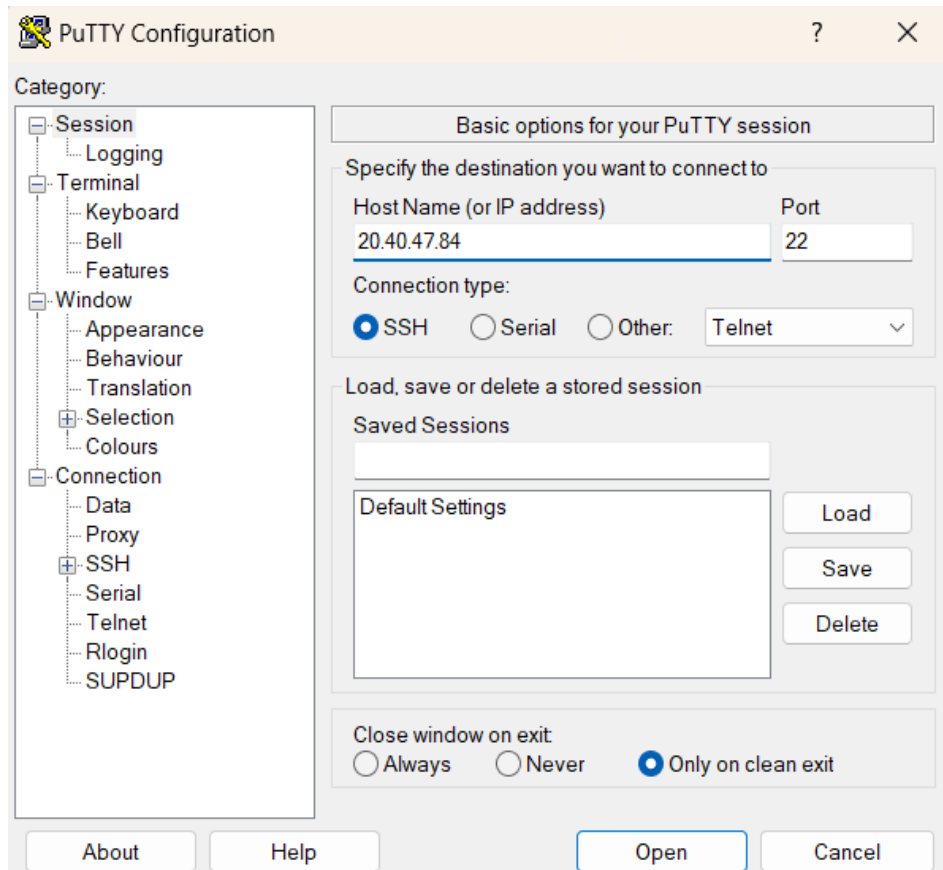 PuTTY Configuration
?
Category:
Session
Logging
Terminal
Keyboard
Bell
Features
Window
Appearance
Behaviour
Translation
Selection
Colours
Connection
Data
Proxy
SSH
Serial
Telnet
Rlogin
SUPDUP
Basic options for your PuTTY session
Specify the destination you want to connect to
Host Name (or IP address) Port
20.40.47.84 22
Connection type:
SSH Serial Other: Telnet
Load, save or delete a stored session
Saved Sessions
Default Settings
Load
Save
Delete
Close window on exit:
Always Never Only on clean exit
About Help Open Cancel